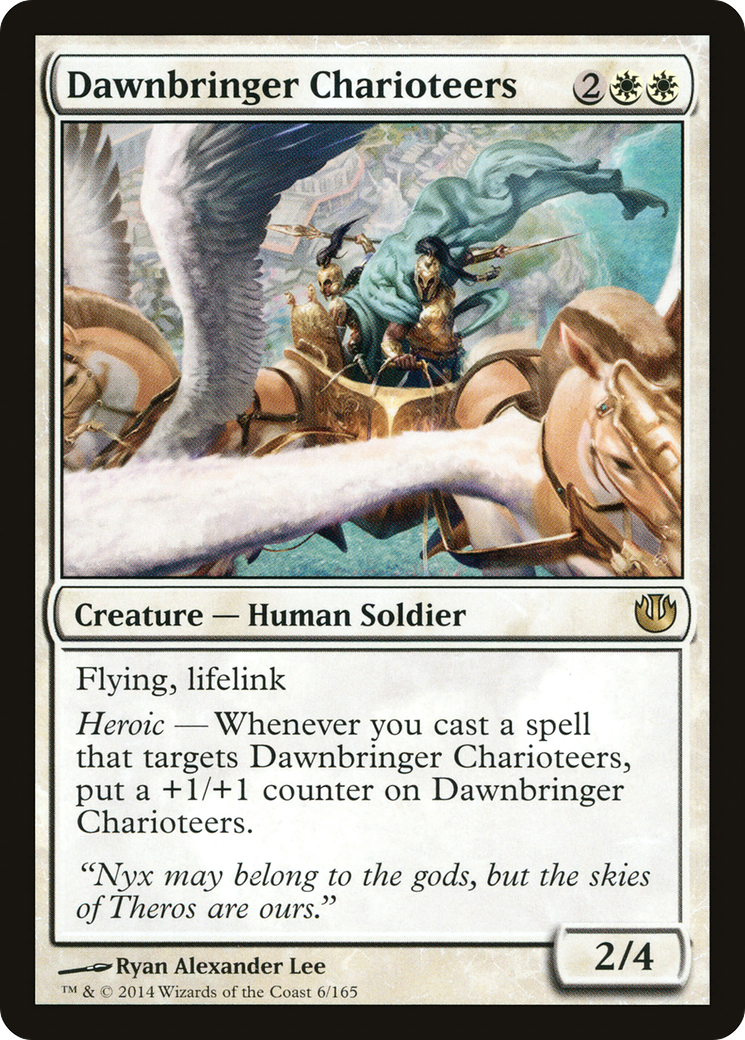 Dawnbringer Charioteers 2
Creature — Human Soldier
Flying, lifelink
Heroic — Whenever you cast a spell
that targets Dawnbringer Charioteers,
put a +1/+1 counter on Dawnbringer
Charioteers.
“Nyx may belong to the gods, but the skies
of Theros are ours.”
2/4
Ryan Alexander Lee
™ & © 2014 Wizards of the Coast 6/165